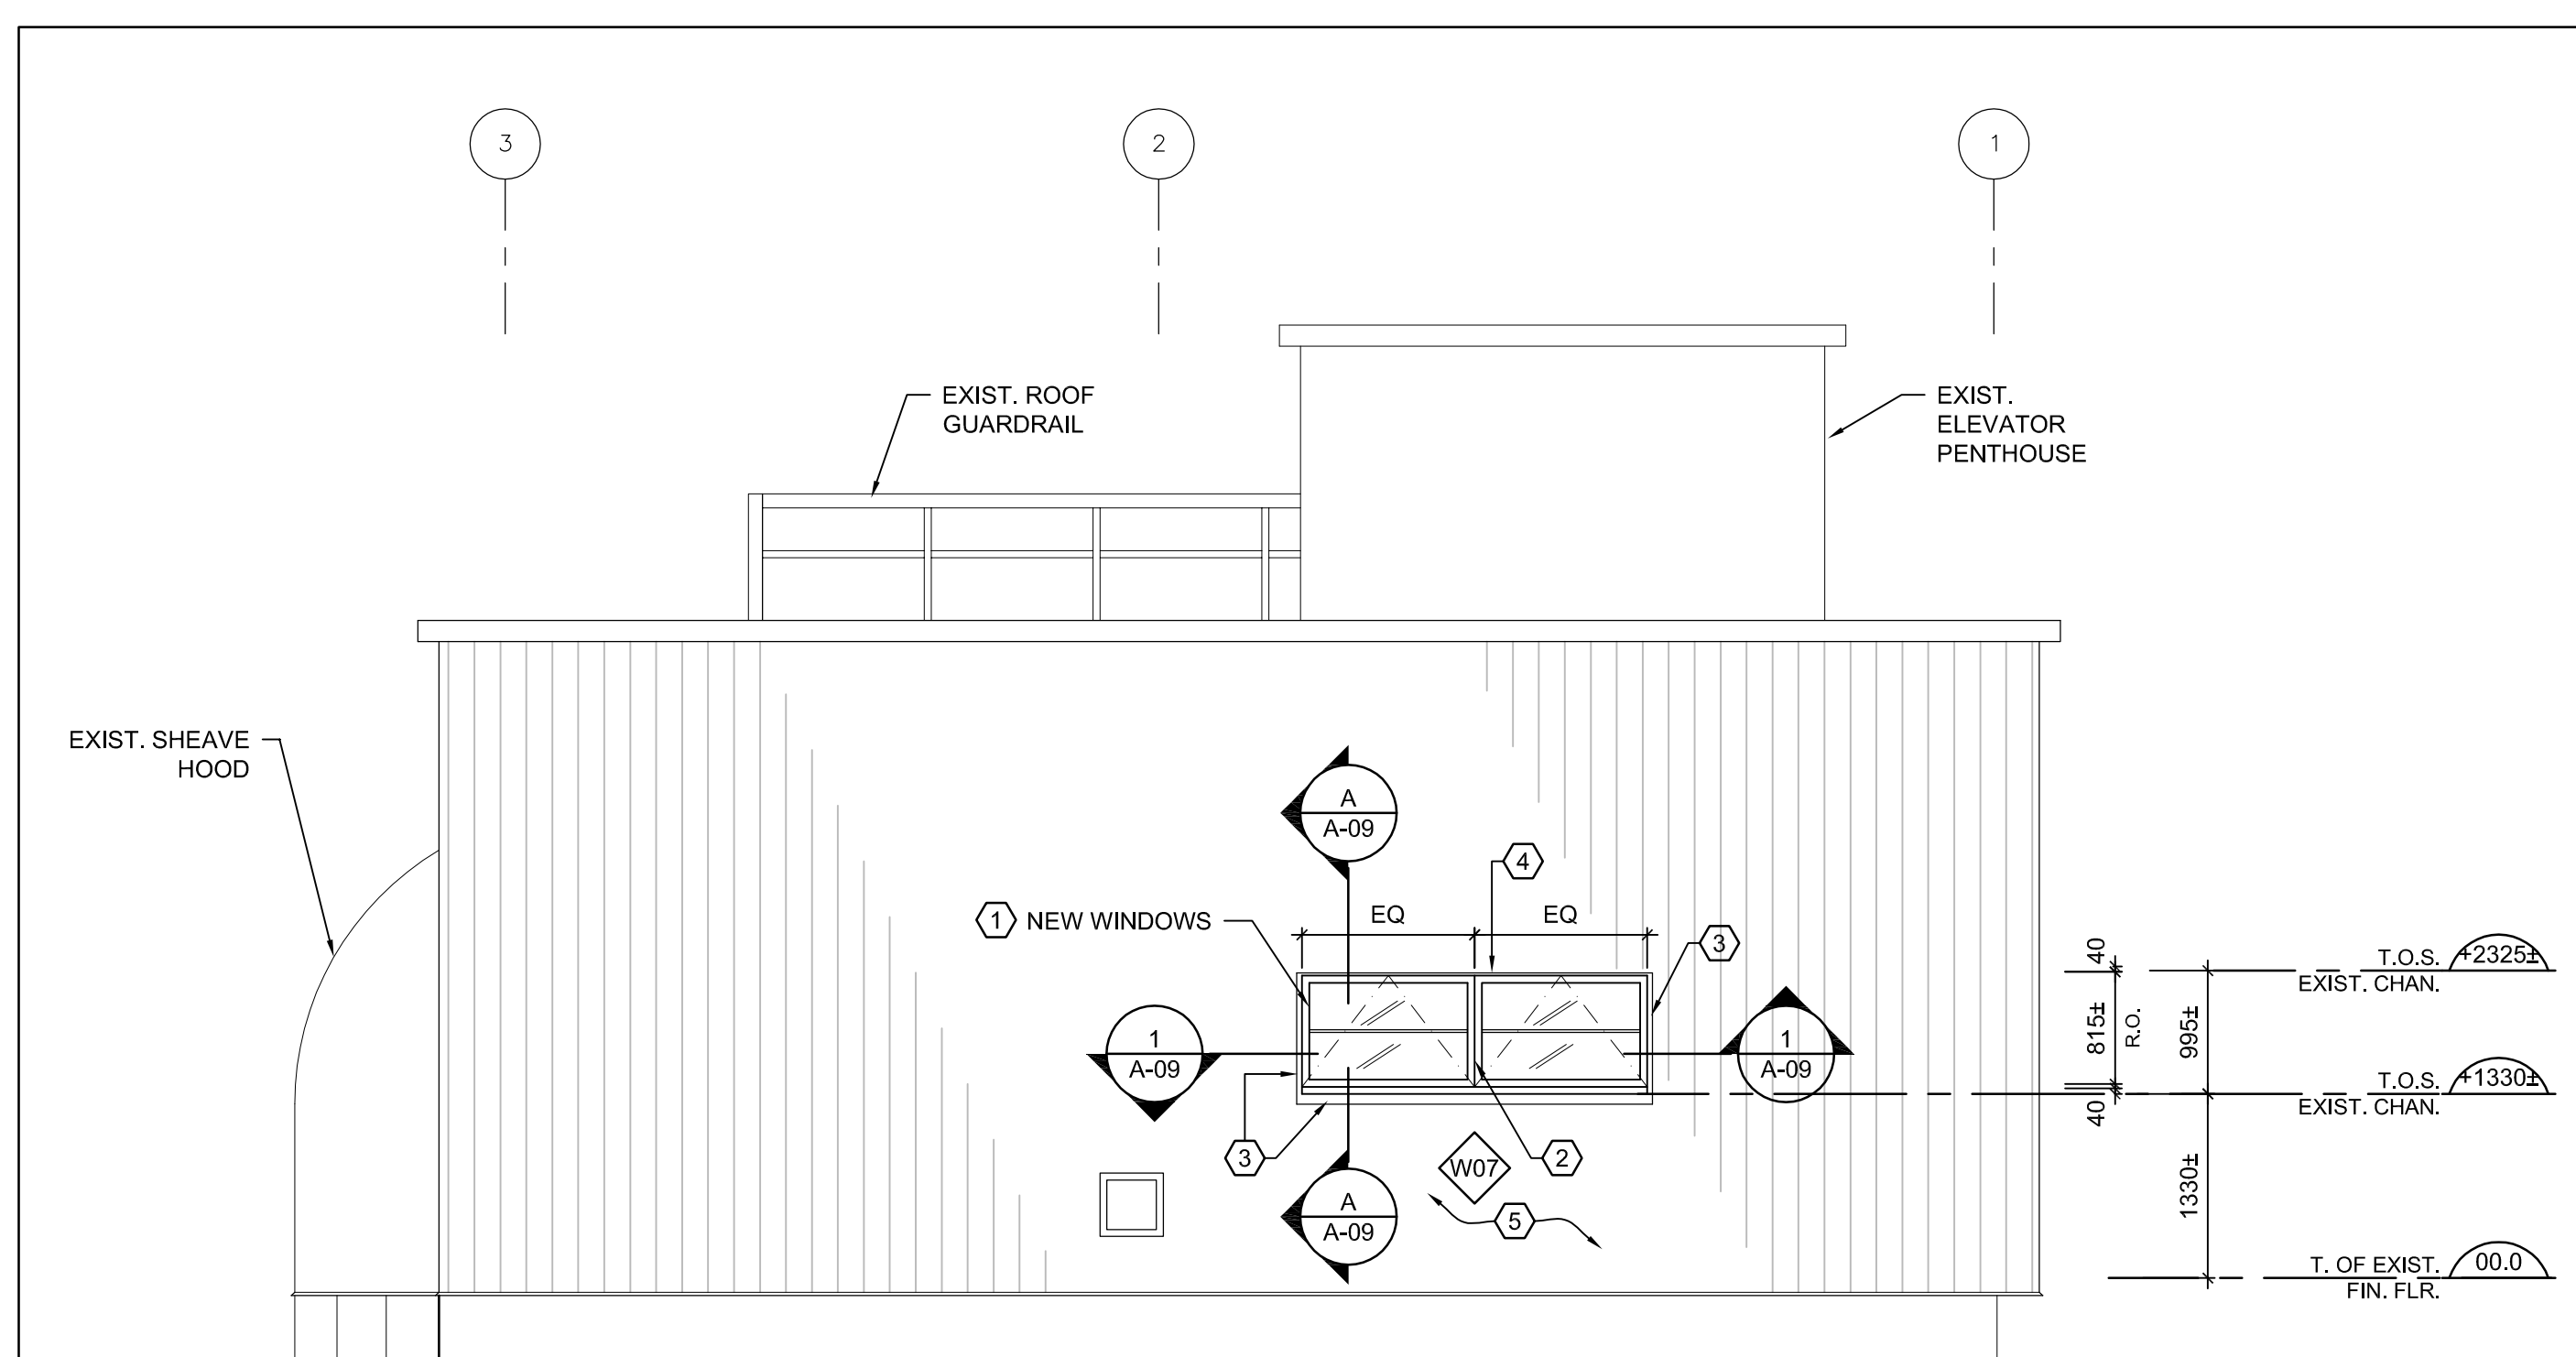 3
2
1
EXIST. ROOF
GUARDRAIL
EXIST.
ELEVATOR
PENTHOUSE
EXIST. SHEAVE
HOOD
A
A-09
4
1 NEW WINDOWS
EQ
EQ
3
40
T.O.S.
+2325±
EXIST. CHAN.
815±
R.O.
995±
1
A-09
1
A-09
T.O.S.
+1330±
EXIST. CHAN.
40
3
W07
2
1330±
A
A-09
5
T. OF EXIST.
00.0
FIN. FLR.